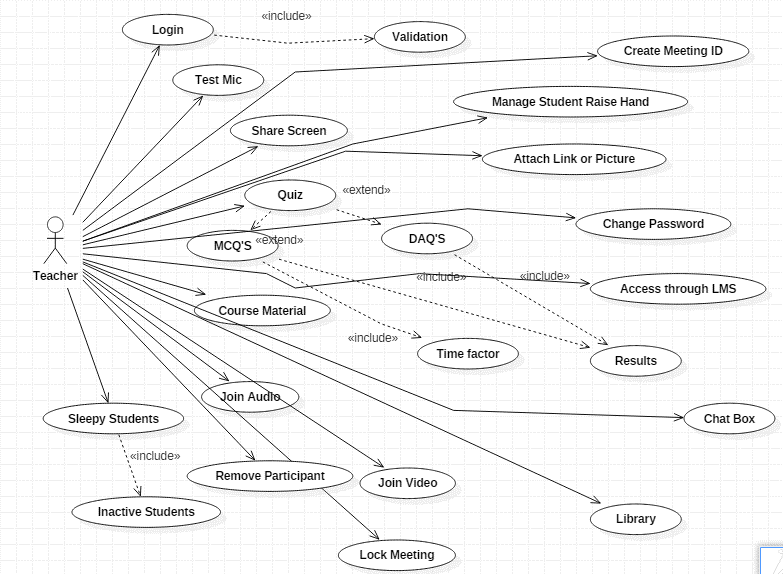 «include»
Login
Validation
Create Meeting ID
Test Mic
Manage Student Raise Hand
Share Screen
Attach Link or Picture
Quiz
«extend»
Change Password
MCQ'S
«extend»
DAQ'S
Teacher
«include»
«include»
Access through LMS
Course Material
«include»
Time factor
Results
Join Audio
Sleepy Students
Chat Box
«include»
Remove Participant
Join Video
Inactive Students
Library
Lock Meeting